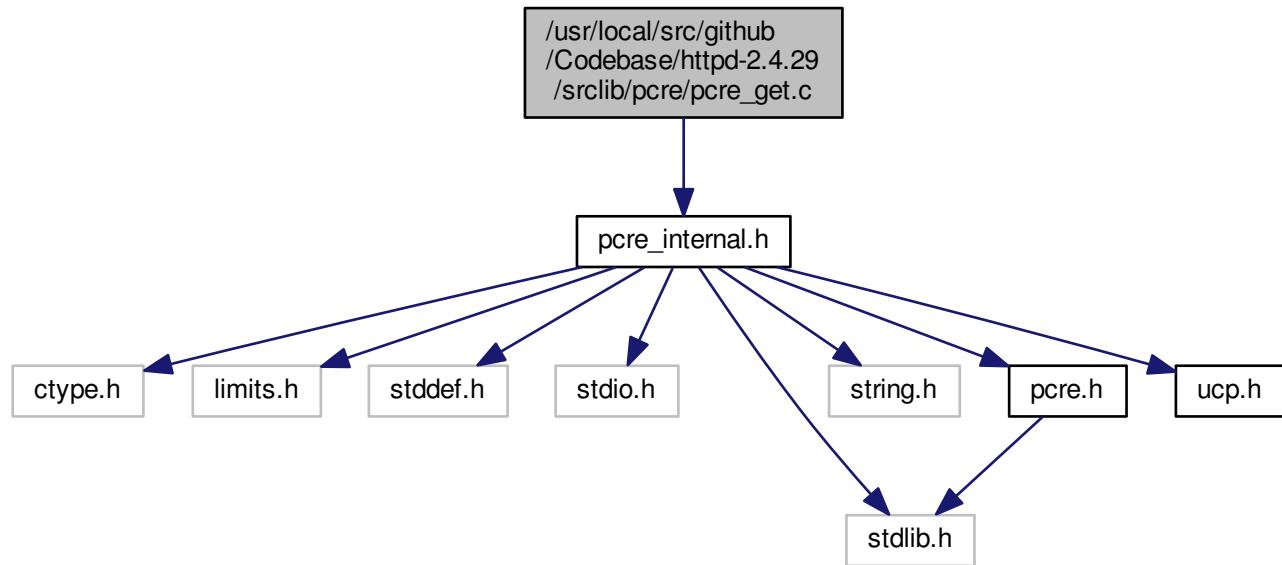 /usr/local/src/github
/Codebase/httpd-2.4.29
/srclib/pcre/pcre_get.c
pcre_internal.h
ctype.h
limits.h
stddef.h
stdio.h
string.h
pcre.h
ucp.h
stdlib.h